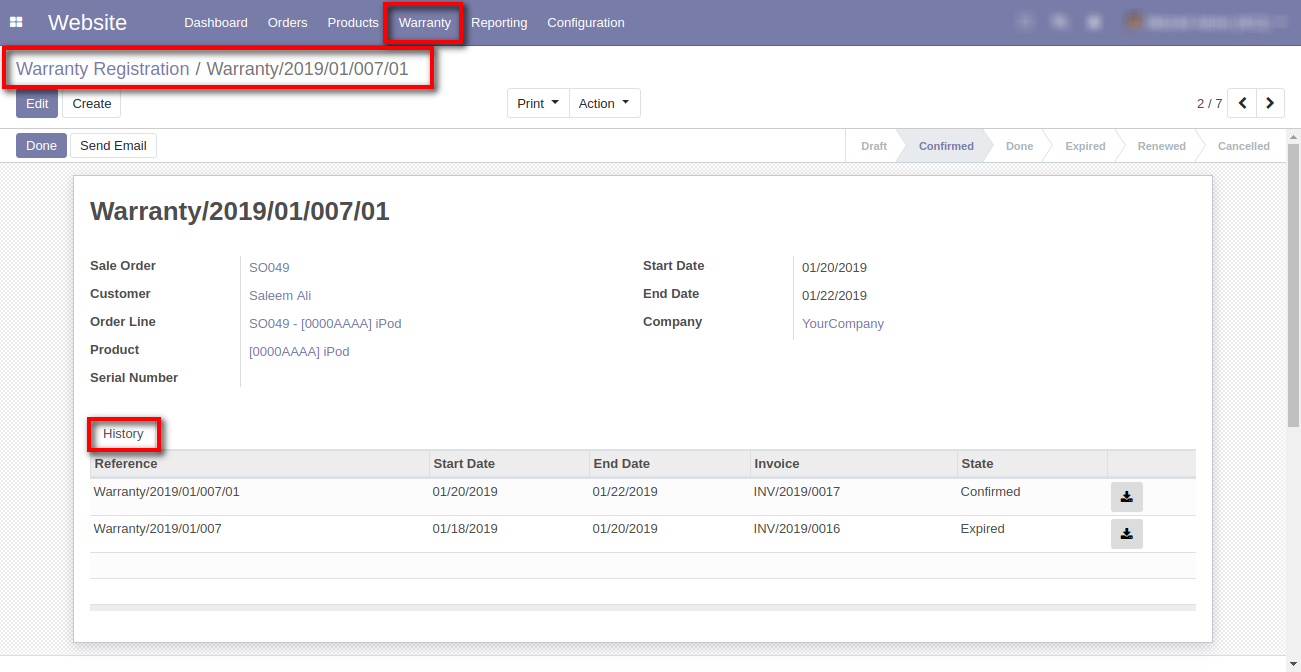 Website Dashboard Orders Products Warranty Reporting Configuration
Warranty Registration / Warranty/2019/01/007/01
Edit Create Print Action 2 / 7
Done Send Email Draft Confirmed Done Expired Renewed Cancelled
Warranty/2019/01/007/01
Sale Order SO049 Start Date 01/20/2019
Customer Saleem Ali End Date 01/22/2019
Order Line SO049 - [0000AAAA] iPod Company YourCompany
Product [0000AAAA] iPod
Serial Number
History
Reference Start Date End Date Invoice State
Warranty/2019/01/007/01 01/20/2019 01/22/2019 INV/2019/0017 Confirmed
Warranty/2019/01/007 01/18/2019 01/20/2019 INV/2019/0016 Expired